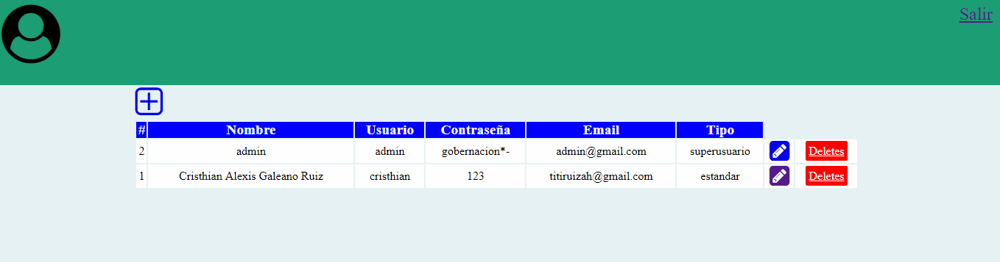 Salir
# Nombre Usuario Contraseña Email Tipo
2 admin admin gobernacion*- admin@gmail.com superusuario Deletes
1 Cristhian Alexis Galeano Ruiz cristhian 123 titiruizah@gmail.com estandar Deletes